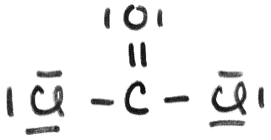 |O|
||
|Cl – C – Cl|